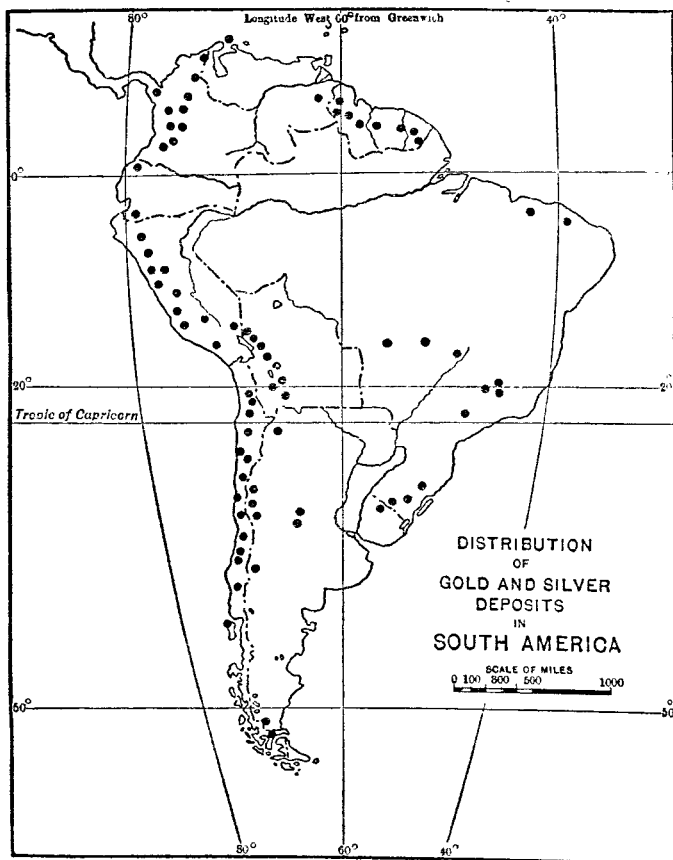 80° Longitude West 60° from Greenwich 40°
0°
20° 20°
Tropic of Capricorn
DISTRIBUTION
OF
GOLD AND SILVER
DEPOSITS
IN
SOUTH AMERICA
SCALE OF MILES
0 100 300 500 1000
50° 50°
80° 60° 40°